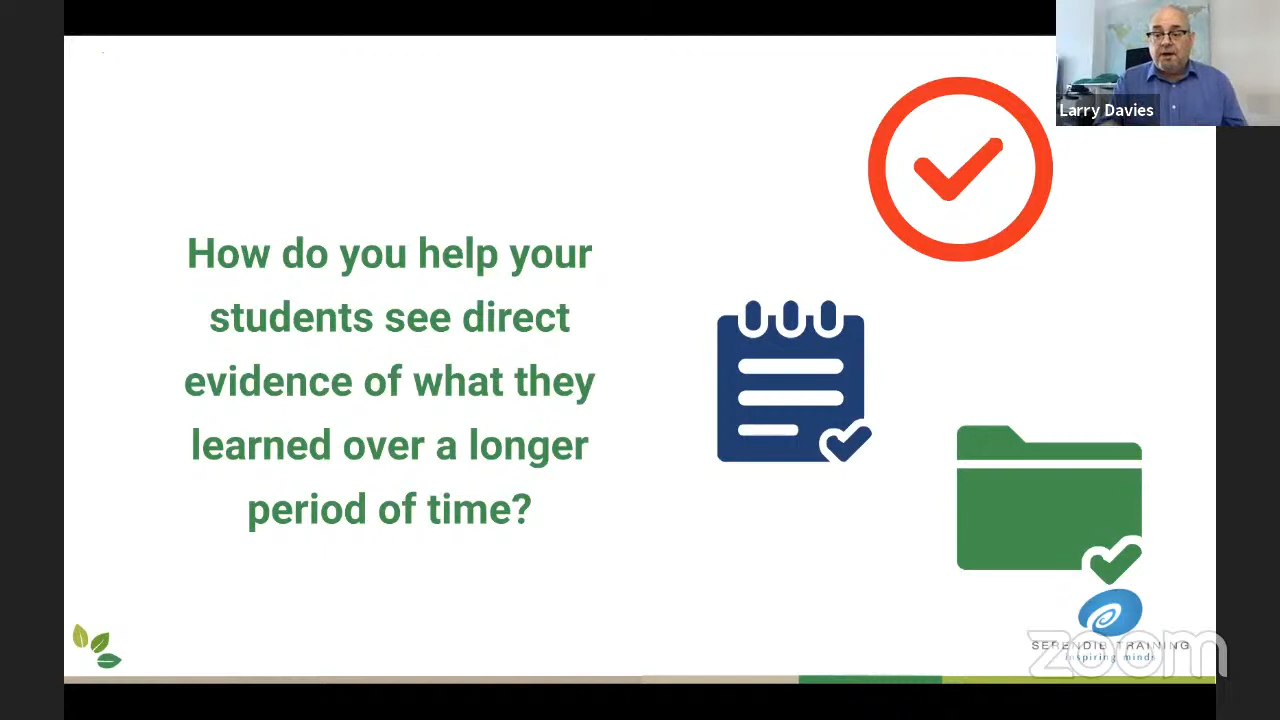 Larry Davies
How do you help your
students see direct
evidence of what they
learned over a longer
period of time?
SERENDIB TRAINING
inspiring minds
zoom